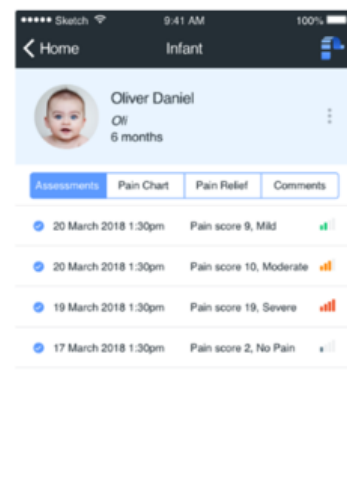 Sketch 9:41 AM 100%
Home Infant
Oliver Daniel
Oli
6 months
Assessments Pain Chart Pain Relief Comments
20 March 2018 1:30pm Pain score 9, Mild
20 March 2018 1:30pm Pain score 10, Moderate
19 March 2018 1:30pm Pain score 19, Severe
17 March 2018 1:30pm Pain score 2, No Pain